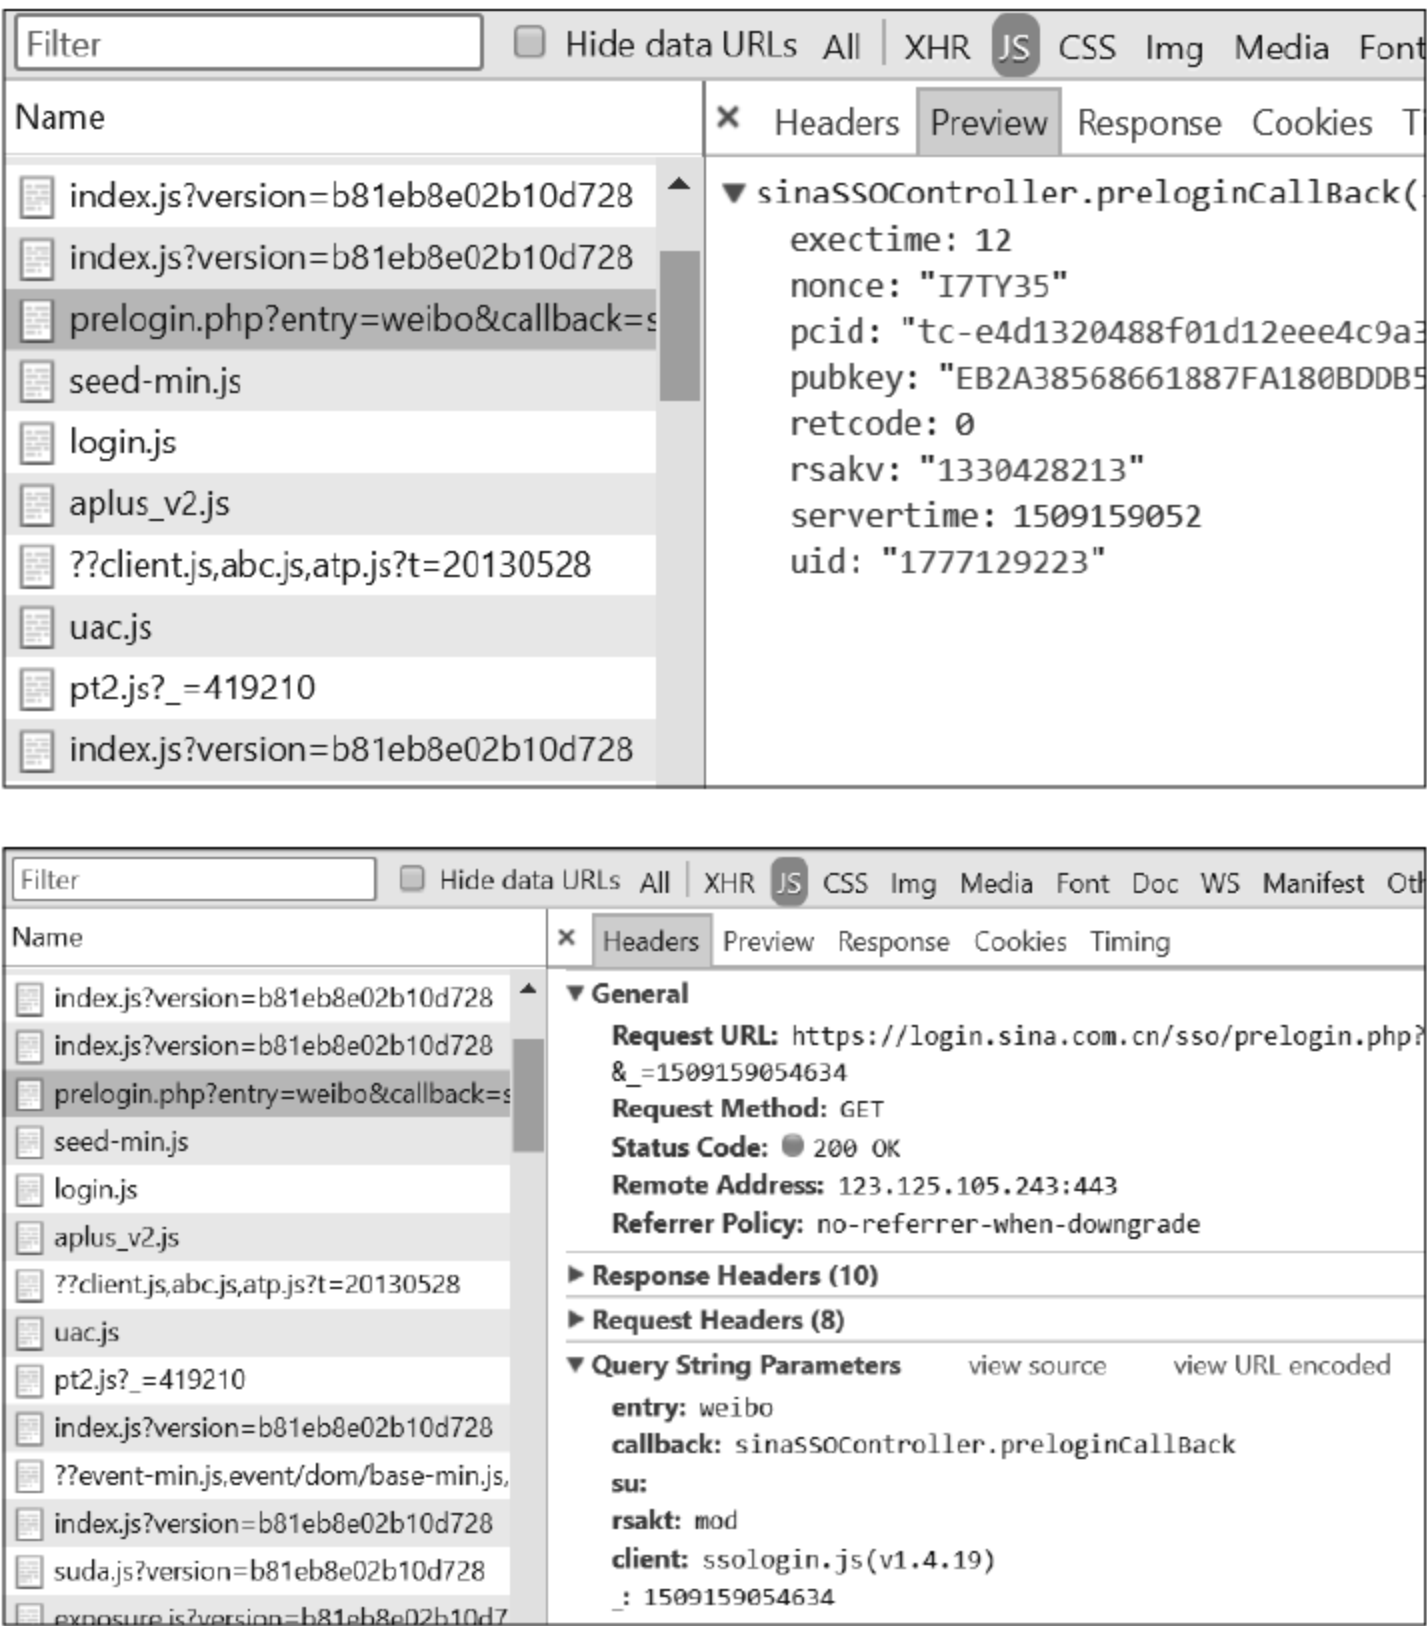 Filter Hide data URLs All XHR JS CSS Img Media Font
Name
× Headers Preview Response Cookies
index.js?version=b81eb8e02b10d728
index.js?version=b81eb8e02b10d728
prelogin.php?entry=weibo&callback=s
seed-min.js
login.js
aplus_v2.js
??client.js,abc.js,atp.js?t=20130528
uac.js
pt2.js?_=419210
index.js?version=b81eb8e02b10d728
sinaSSOController.preloginCallBack(
exectime: 12
nonce: "I7TY35"
pcid: "tc-e4d1320488f01d12eee4c9a3
pubkey: "EB2A38568661887FA180BDDB5
retcode: 0
rsakv: "1330428213"
servertime: 1509159052
uid: "1777129223"
Filter Hide data URLs All XHR JS CSS Img Media Font Doc WS Manifest Oth
Name
× Headers Preview Response Cookies Timing
index.js?version=b81eb8e02b10d728
index.js?version=b81eb8e02b10d728
prelogin.php?entry=weibo&callback=s
seed-min.js
login.js
aplus_v2.js
??client.js,abc.js,atp.js?t=20130528
uac.js
pt2.js?_=419210
index.js?version=b81eb8e02b10d728
??event-min.js,event/dom/base-min.js,
index.js?version=b81eb8e02b10d728
suda.js?version=b81eb8e02b10d728
exposure.js?version=b81eb8e02b10d7
General
Request URL: https://login.sina.com.cn/sso/prelogin.php?
&_=1509159054634
Request Method: GET
Status Code: 200 OK
Remote Address: 123.125.105.243:443
Referrer Policy: no-referrer-when-downgrade
Response Headers (10)
Request Headers (8)
Query String Parameters view source view URL encoded
entry: weibo
callback: sinaSSOController.preloginCallBack
su:
rsakt: mod
client: ssologin.js(v1.4.19)
_: 1509159054634